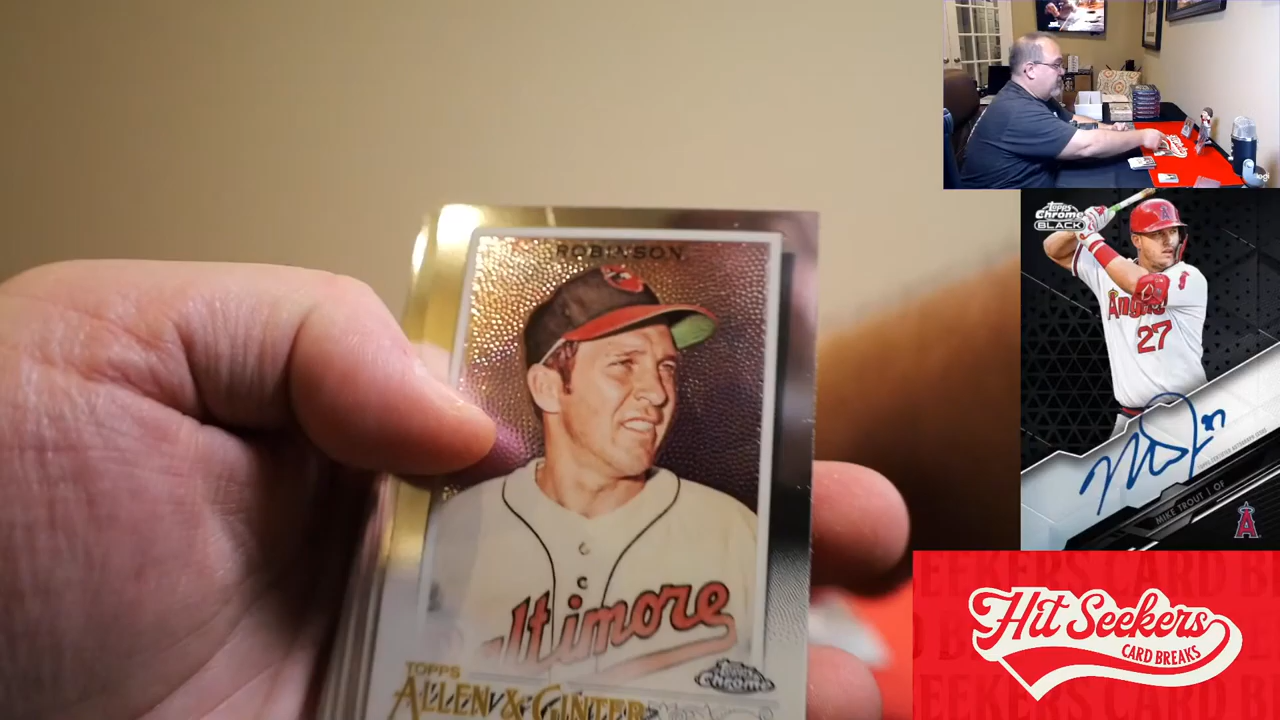 ROBINSON
ltimore
TOPPS
ALLEN & GINTER
Topps
Chrome
Topps
Chrome
BLACK
Angels
27
MIKE TROUT | OF
A
logi
Hit Seekers
CARD BREAKS